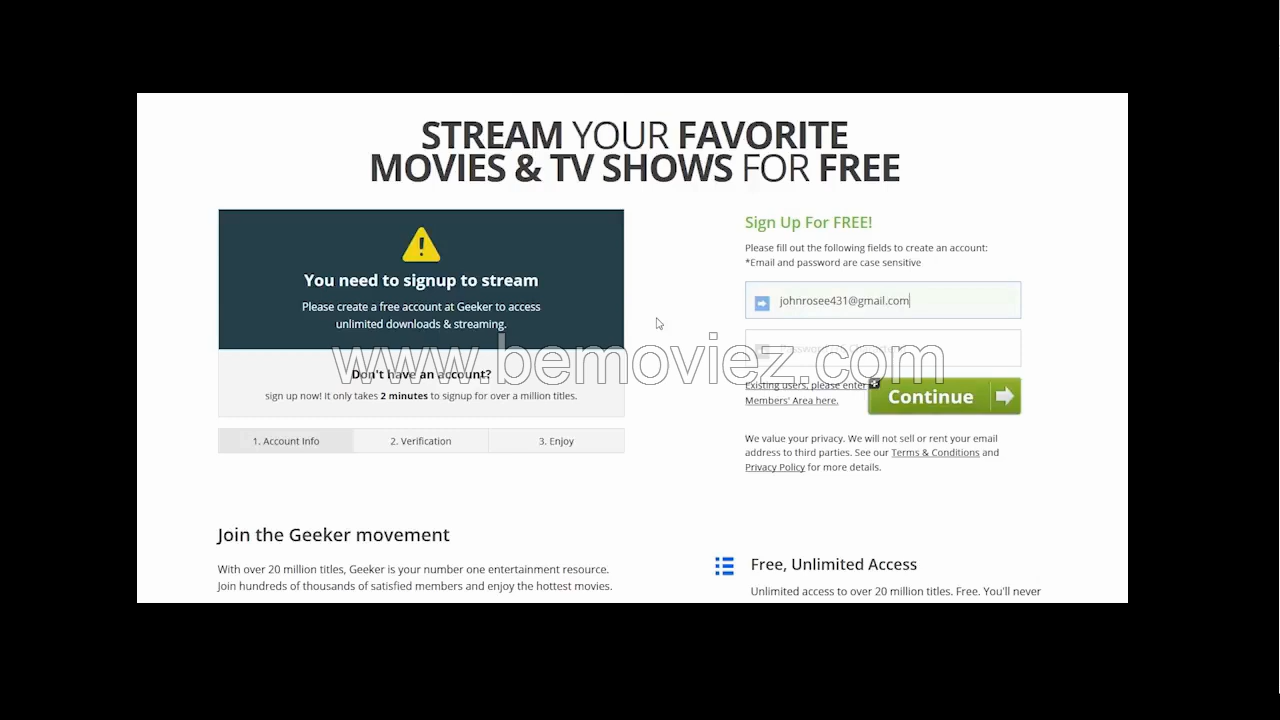 STREAM YOUR FAVORITE
MOVIES & TV SHOWS FOR FREE
You need to signup to stream
Please create a free account at Geeker to access
unlimited downloads & streaming.
Don't have an account?
sign up now! It only takes 2 minutes to signup for over a million titles.
1. Account Info
2. Verification
3. Enjoy
Sign Up For FREE!
Please fill out the following fields to create an account:
*Email and password are case sensitive
johnrosee431@gmail.com
www.bemoviez.com
Existing users, please enter
Members' Area here.
Continue
We value your privacy. We will not sell or rent your email
address to third parties. See our Terms & Conditions and
Privacy Policy for more details.
Join the Geeker movement
With over 20 million titles, Geeker is your number one entertainment resource.
Join hundreds of thousands of satisfied members and enjoy the hottest movies.
Free, Unlimited Access
Unlimited access to over 20 million titles. Free. You'll never